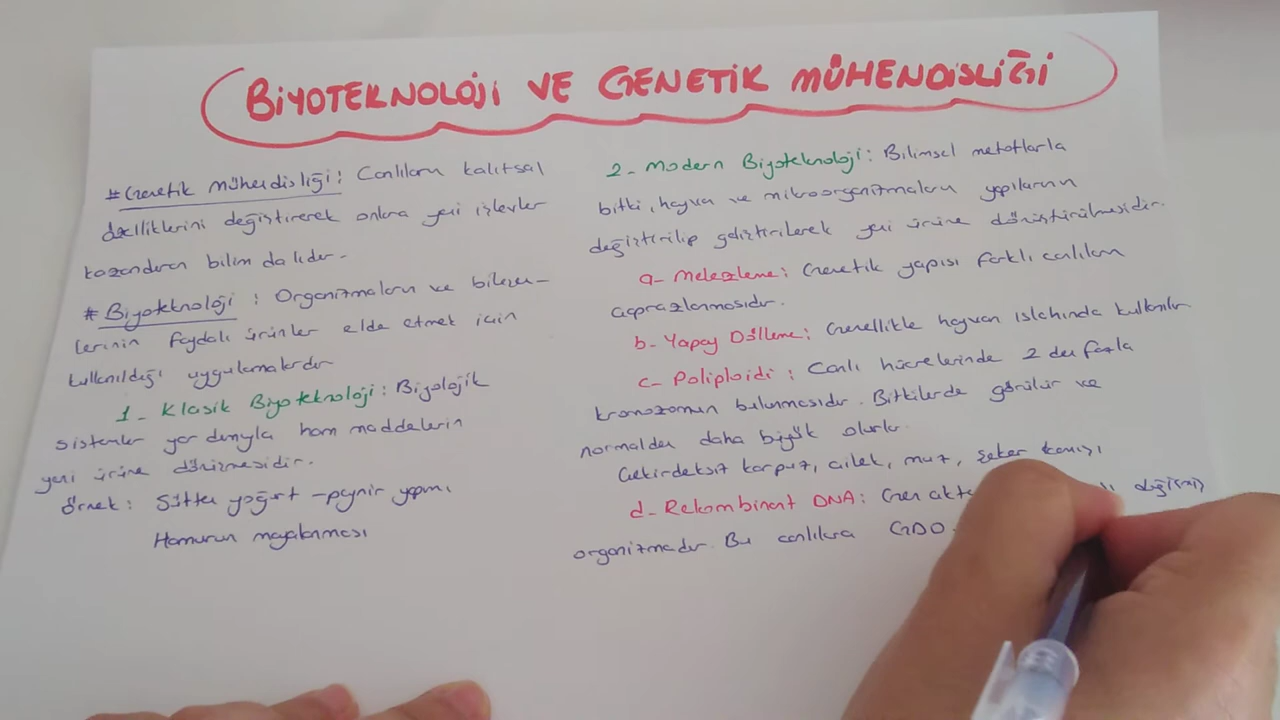 BİYOTEKNOLOJİ VE GENETİK MÜHENDİSLİĞİ
# Genetik mühendisliği: Canlıların kalıtsal
özelliklerini değiştirerek onlara yeni işlevler
kazandıran bilim dalıdır.
# Biyoteknoloji : Organizmaların ve bileşen-
lerinin faydalı ürünler elde etmek için
kullanıldığı uygulamalardır
1- Klasik Biyoteknoloji: Biyolojik
sistemler yardımıyla ham maddelerin
yeni ürüne dönüşmesidir.
örnek: Sütten yoğurt - peynir yapımı
Hamurun mayalanması
2- Modern Biyoteknoloji: Bilimsel metotlarla
bitki, hayvan ve mikroorganizmaların yapılarının
değiştirilip geliştirilerek yeni ürüne dönüştürülmesidir.
a- Melezleme: Genetik yapısı farklı canlıların
çaprazlanmasıdır.
b- Yapay Dölleme: Genellikle hayvan ıslahında kullanılır
c- Poliploidi : Canlı hücrelerinde 2 den fazla
kromozomun bulunmasıdır. Bitkilerde görülür ve
normalden daha büyük olurlar.
Çekirdeksiz karpuz, çilek, muz, şeker kamışı
d- Rekombinant DNA: Gen değişmiş
organizmadır. Bu canlılara GDO